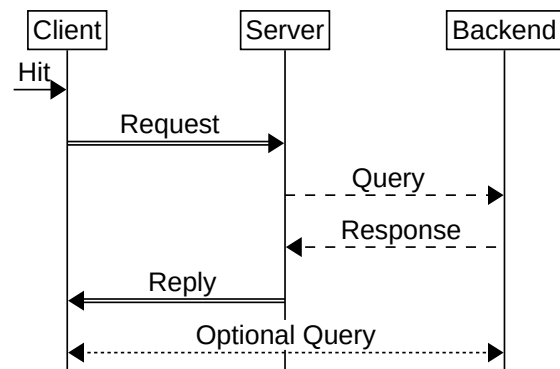 Client
Server
Backend
Hit
Request
Query
Response
Reply
Optional Query